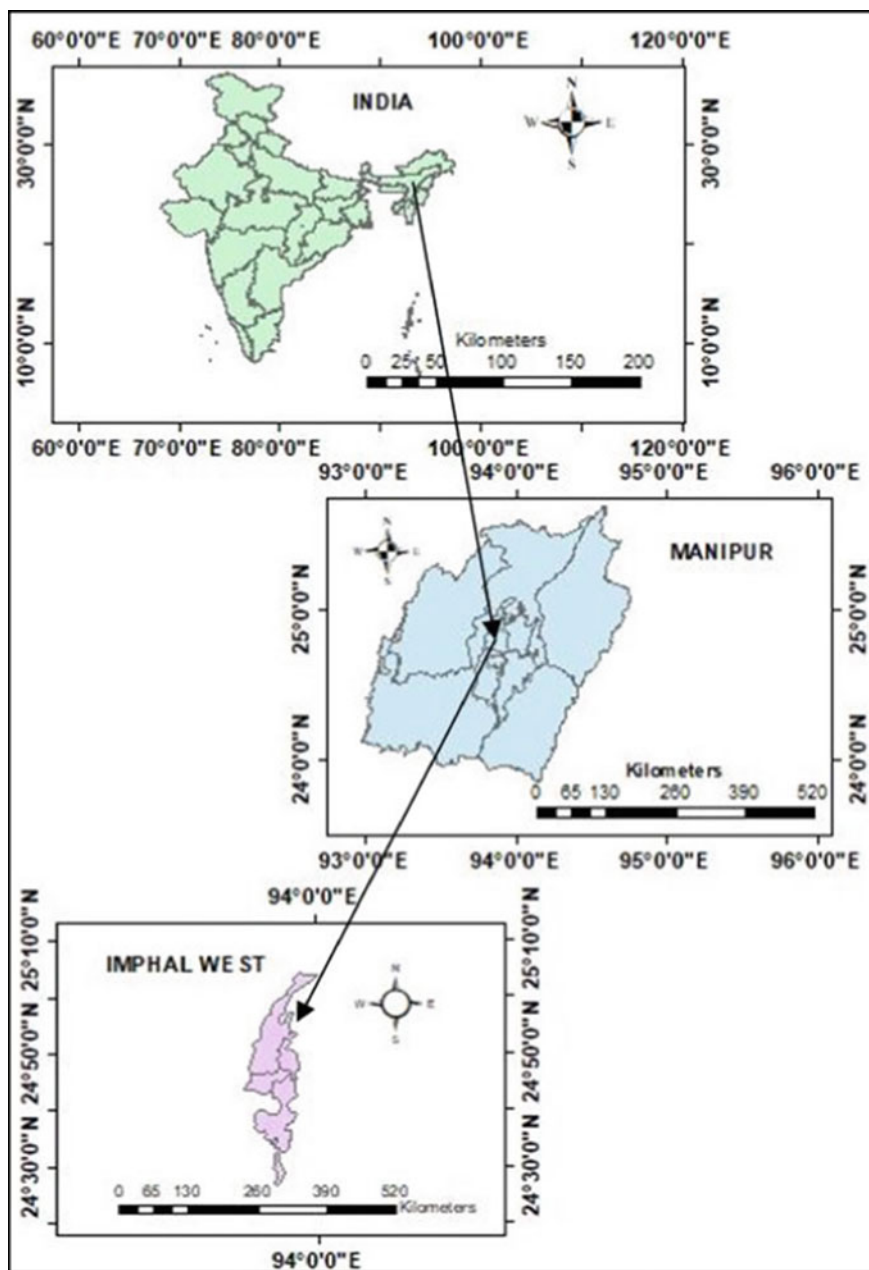 60°0'0"E 70°0'0"E 80°0'0"E 100°0'0"E 120°0'0"E
INDIA
N
W E
S
30°0'0"N
30°0'0"N
10°0'0"N
10°0'0"N
Kilometers
0 25 50 100 150 200
60°0'0"E 70°0'0"E 80°0'0"E 100°0'0"E 120°0'0"E
93°0'0"E 94°0'0"E 95°0'0"E 96°0'0"E
MANIPUR
N
W E
S
25°0'0"N
25°0'0"N
24°0'0"N
24°0'0"N
Kilometers
0 65 130 260 390 520
93°0'0"E 94°0'0"E 95°0'0"E 96°0'0"E
94°0'0"E
IMPHAL WEST
N
W E
S
25°10'0"N
25°10'0"N
24°50'0"N
24°50'0"N
24°30'0"N
24°30'0"N
0 65 130 260 390 520
Kilometers
94°0'0"E